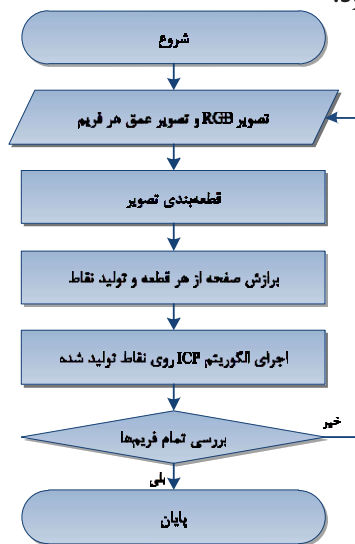 شروع
تصویر RGB و تصویر عمق هر فریم
قطعه‌بندی تصویر
برازش صفحه از هر قطعه و تولید نقاط
اجرای الگوریتم ICP روی نقاط تولید شده
بررسی تمام فریم‌ها
خیر
بلی
پایان